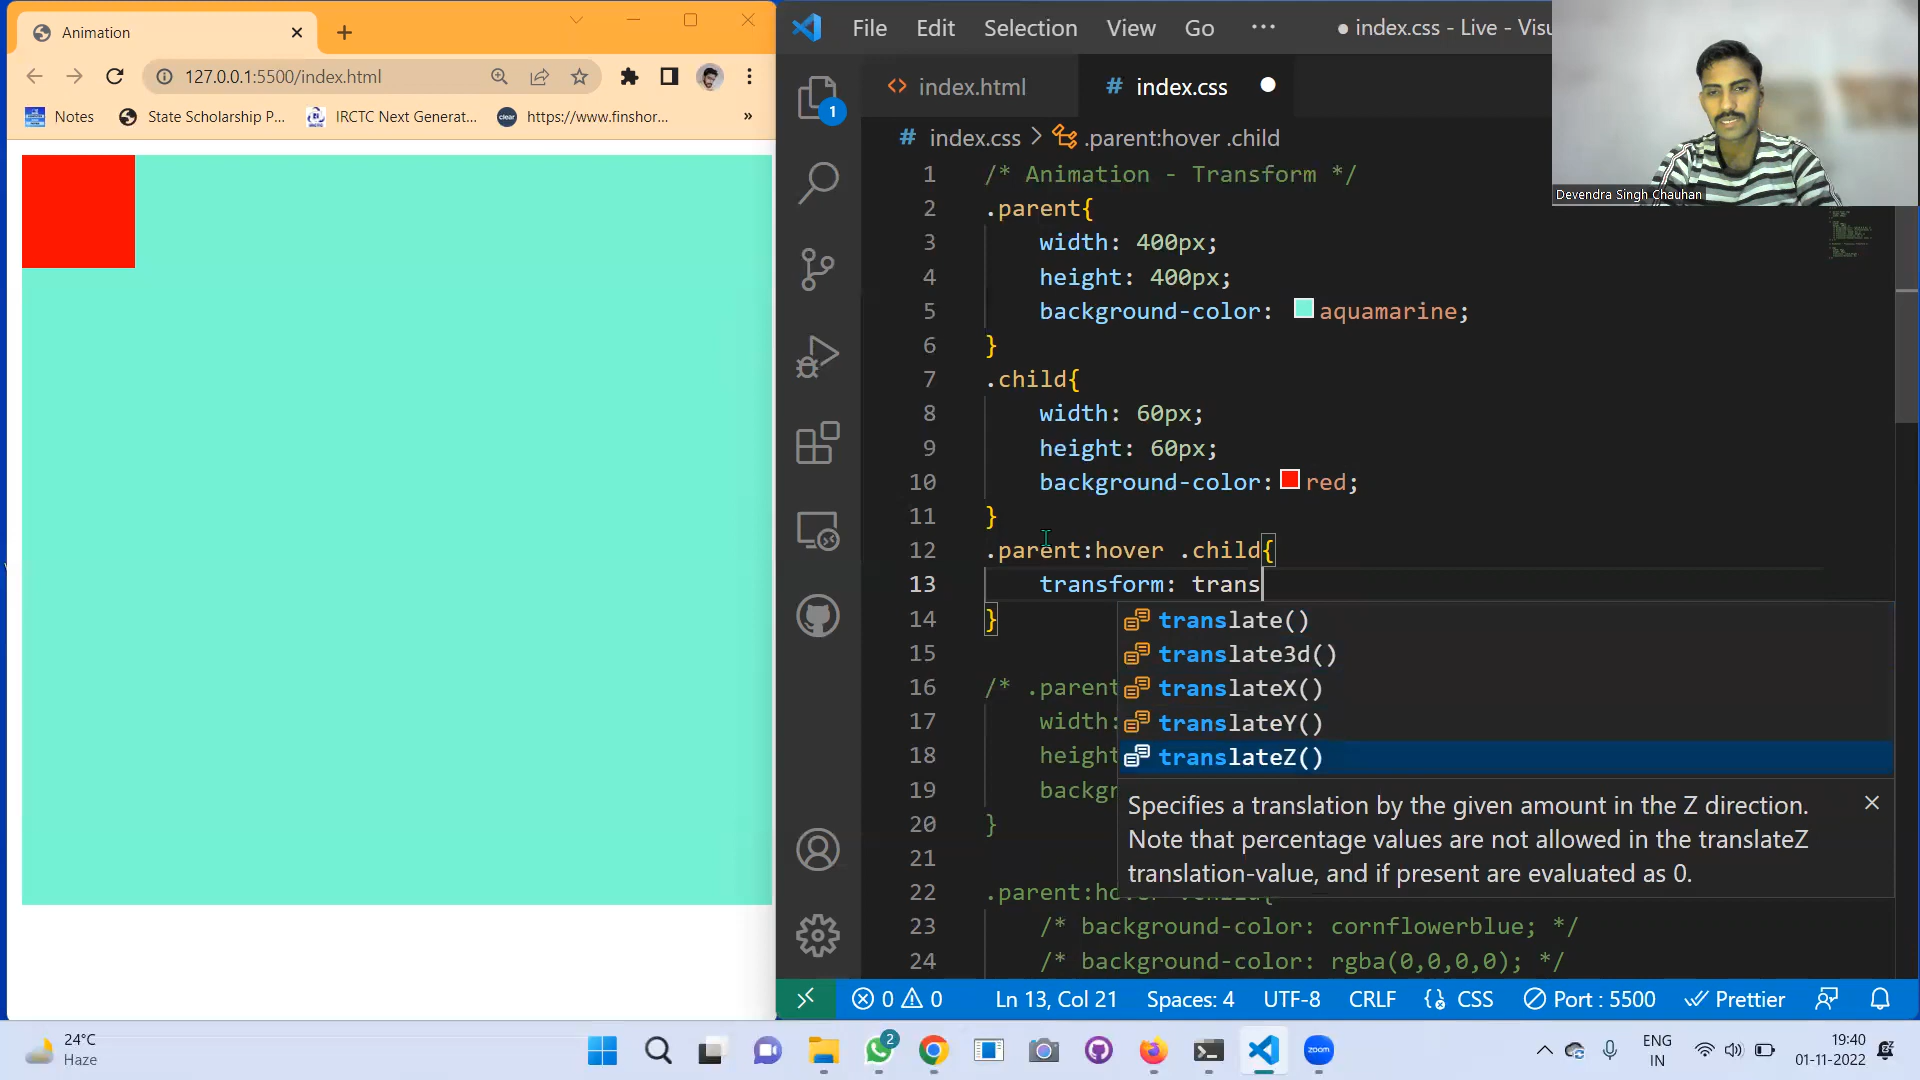 Animation
127.0.0.1:5500/index.html
Notes
State Scholarship P...
IRCTC Next Generat...
clear
https://www.finshor...
»
File Edit Selection View Go ···
index.css - Live - Visu
1
<> index.html
# index.css
# index.css > .parent:hover .child
Devendra Singh Chauhan
1 /* Animation - Transform */
2 .parent{
3 width: 400px;
4 height: 400px;
5 background-color: aquamarine;
6 }
7 .child{
8 width: 60px;
9 height: 60px;
10 background-color: red;
11 }
12 .parent:hover .child{
13 transform: trans
14 }
15
16 /* .parent
17 width:
18 height
19 backgr
20 }
21
22 .parent:hover .child{
23 /* background-color: cornflowerblue; */
24 /* background-color: rgba(0,0,0,0); */
translate()
translate3d()
translateX()
translateY()
translateZ()
Specifies a translation by the given amount in the Z direction.
Note that percentage values are not allowed in the translateZ
translation-value, and if present are evaluated as 0.
0 0 Ln 13, Col 21 Spaces: 4 UTF-8 CRLF CSS Port : 5500 Prettier
24°C
Haze
2
zoom
ENG
IN
19:40
01-11-2022